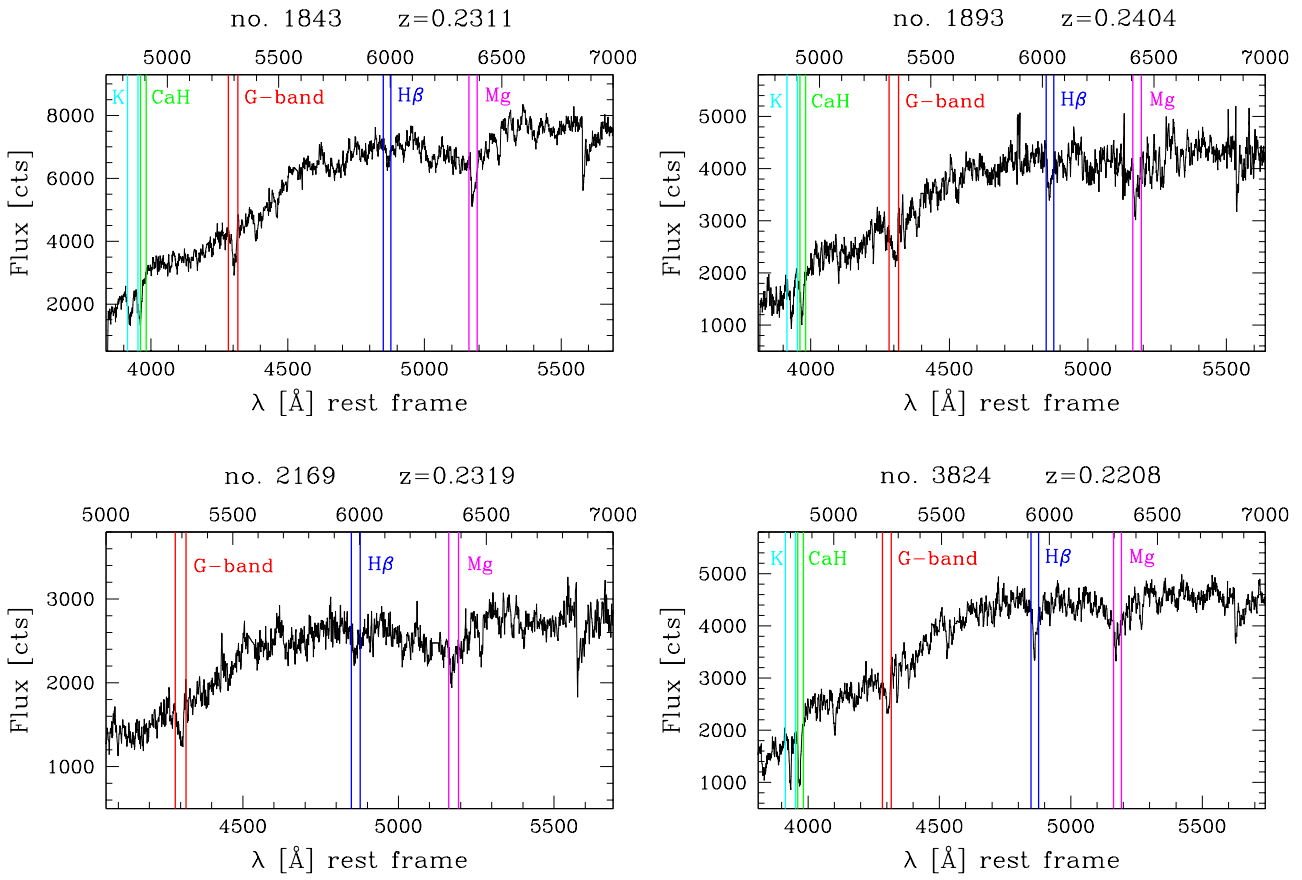 no. 1843 z=0.2311
5000 5500 6000 6500 7000
K CaH G-band Hβ Mg
8000
6000
4000
2000
Flux [cts]
4000 4500 5000 5500
λ [Å] rest frame
no. 1893 z=0.2404
5000 5500 6000 6500 7000
K CaH G-band Hβ Mg
5000
4000
3000
2000
1000
Flux [cts]
4000 4500 5000 5500
λ [Å] rest frame
no. 2169 z=0.2319
5000 5500 6000 6500 7000
G-band Hβ Mg
3000
2000
1000
Flux [cts]
4500 5000 5500
λ [Å] rest frame
no. 3824 z=0.2208
5000 5500 6000 6500 7000
K CaH G-band Hβ Mg
5000
4000
3000
2000
1000
Flux [cts]
4000 4500 5000 5500
λ [Å] rest frame